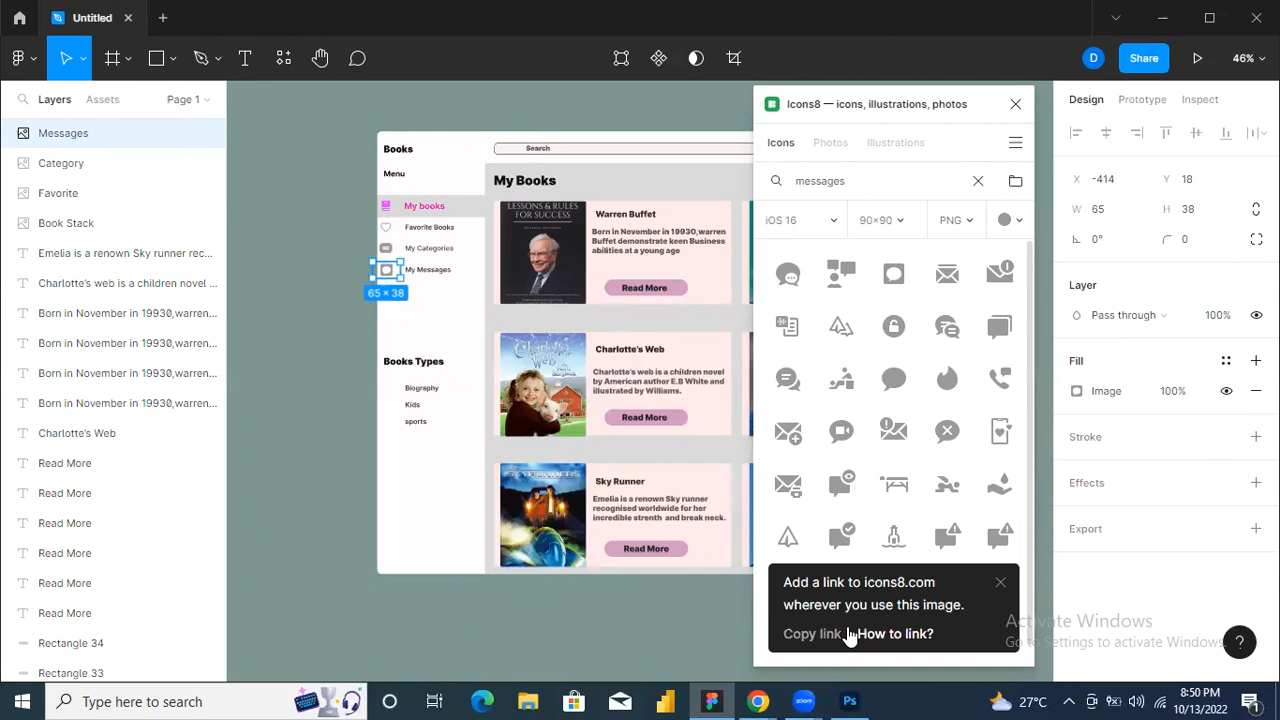 Untitled
D
Share
46%
Layers
Assets
Page 1
Messages
Category
Favorite
Book Stack
Emelia is a renown Sky runner rec...
Charlotte's web is a children novel ...
Born in November in 19930,warren...
Born in November in 19930,warren...
Born in November in 19930,warren...
Born in November in 19930,warren...
Charlotte's Web
Read More
Read More
Read More
Read More
Read More
Read More
Rectangle 34
Rectangle 33
Books
Menu
My books
Favorite Books
My Categories
My Messages
65 × 38
Books Types
Biography
Kids
sports
Search
My Books
LESSONS & RULES
FOR SUCCESS
Warren Buffet
Born in November in 19930,warren
Buffet demonstrate keen Business
abilities at a young age
Read More
Charlotte's
Web
Charlotte's Web
Charlotte's web is a children novel
by American author E.B White and
illustrated by Williams.
Read More
SKYRUNNERS
Sky Runner
Emelia is a renown Sky runner
recognised worldwide for her
incredible strenth and break neck.
Read More
Icons8 — icons, illustrations, photos
Icons
Photos
Illustrations
messages
iOS 16
90×90
PNG
Add a link to icons8.com
wherever you use this image.
Copy link
How to link?
Design
Prototype
Inspect
X -414
Y 18
W 65
H 38
0°
0
Layer
Pass through
100%
Fill
Image
100%
Stroke
Effects
Export
Activate Windows
Go to Settings to activate Windows.
?
Type here to search
zoom
Ps
27°C
8:50 PM
10/13/2022
1